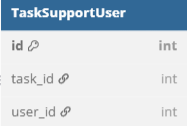 TaskSupportUser
id int
task_id int
user_id int